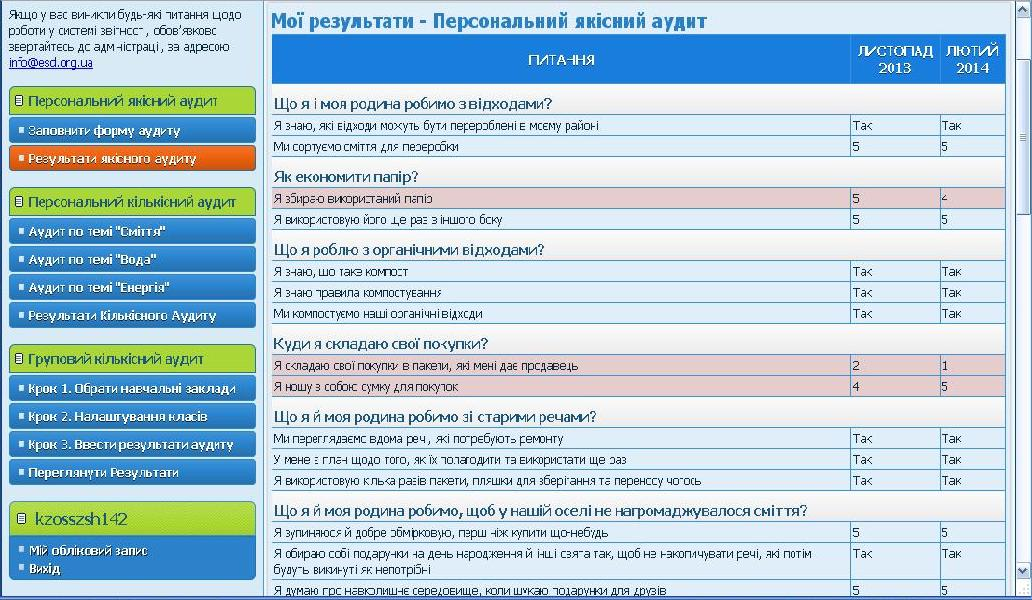 Якщо у вас виникли будь-які питання щодо
роботи у системі звітності, обов'язково
звертайтесь до адміністрації, за адресою
info@esd.org.ua
Персональний якісний аудит
Заповнити форму аудиту
Результати якісного аудиту
Персональний кількісний аудит
Аудит по темі "Сміття"
Аудит по темі "Вода"
Аудит по темі "Енергія"
Результати Кількісного Аудиту
Груповий кількісний аудит
Крок 1. Обрати навчальні заклади
Крок 2. Налаштування класів
Крок 3. Ввести результати аудиту
Переглянути Результати
kzosszsh142
Мій обліковий запис
Вихід
Мої результати - Персональний якісний аудит
ПИТАННЯ ЛИСТОПАД 2013 ЛЮТИЙ 2014
Що я і моя родина робимо з відходами?
Я знаю, які відходи можуть бути перероблені в моєму районі Так Так
Ми сортуємо сміття для переробки 5 5
Як економити папір?
Я збираю використаний папір 5 4
Я використовую його ще раз з іншого боку 5 5
Що я роблю з органічними відходами?
Я знаю, що таке компост Так Так
Я знаю правила компостування Так Так
Ми компостуємо наші органічні відходи Так Так
Куди я складаю свої покупки?
Я складаю свої покупки в пакети, які мені дає продавець 2 1
Я ношу з собою сумку для покупок 4 5
Що я й моя родина робимо зі старими речами?
Ми переглядаємо вдома речі, які потребують ремонту Так Так
У мене є план щодо того, як їх полагодити та використати ще раз Так Так
Я використовую кілька разів пакети, пляшки для зберігання та переносу чогось Так Так
Що я й моя родина робимо, щоб у нашій оселі не нагромаджувалося сміття?
Я зупиняюся й добре обмірковую, перш ніж купити що-небудь 5 5
Я обираю собі подарунки на день народження й інші свята так, щоб не накопичувати речі, які потім Так Так
будуть викинуті як непотрібні
Я думаю про навколишнє середовище, коли шукаю подарунки для друзів 5 5